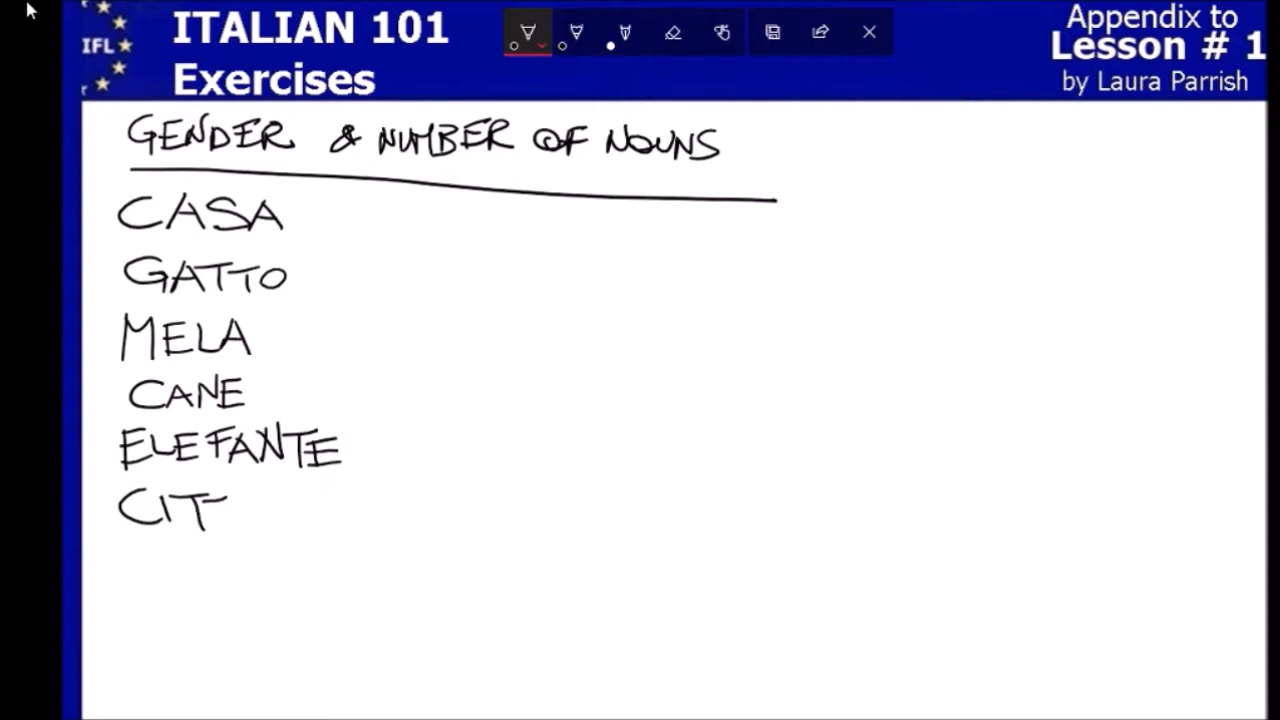 IFL
ITALIAN 101
Exercises
Appendix to
Lesson # 1
by Laura Parrish
GENDER & NUMBER OF NOUNS
CASA
GATTO
MELA
CANE
ELEFANTE
CIT